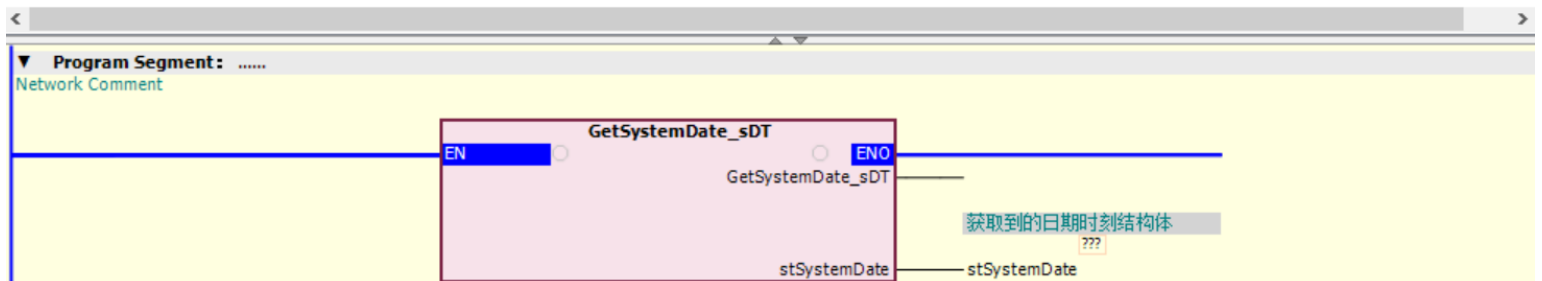 Program Segment: ......
Network Comment
GetSystemDate_sDT
EN ENO
GetSystemDate_sDT
获取到的日期时刻结构体
???
stSystemDate stSystemDate